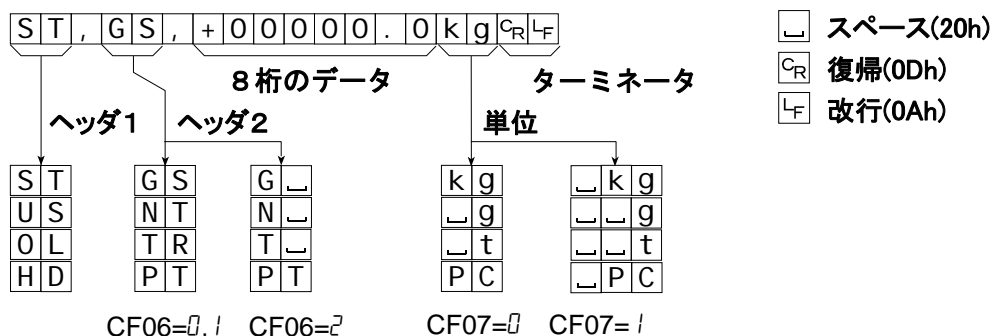 ST,GS,+00000.0kgCRLF
8桁のデータ ターミネータ
ヘッダ1 ヘッダ2 単位
ST GS G␣ kg ␣kg
US NT N␣ ␣g ␣␣g
OL TR T␣ ␣t ␣␣t
HD PT PT PC ␣PC
CF06=0,1 CF06=2 CF07=0 CF07=1
␣ スペース(20h)
CR 復帰(0Dh)
LF 改行(0Ah)